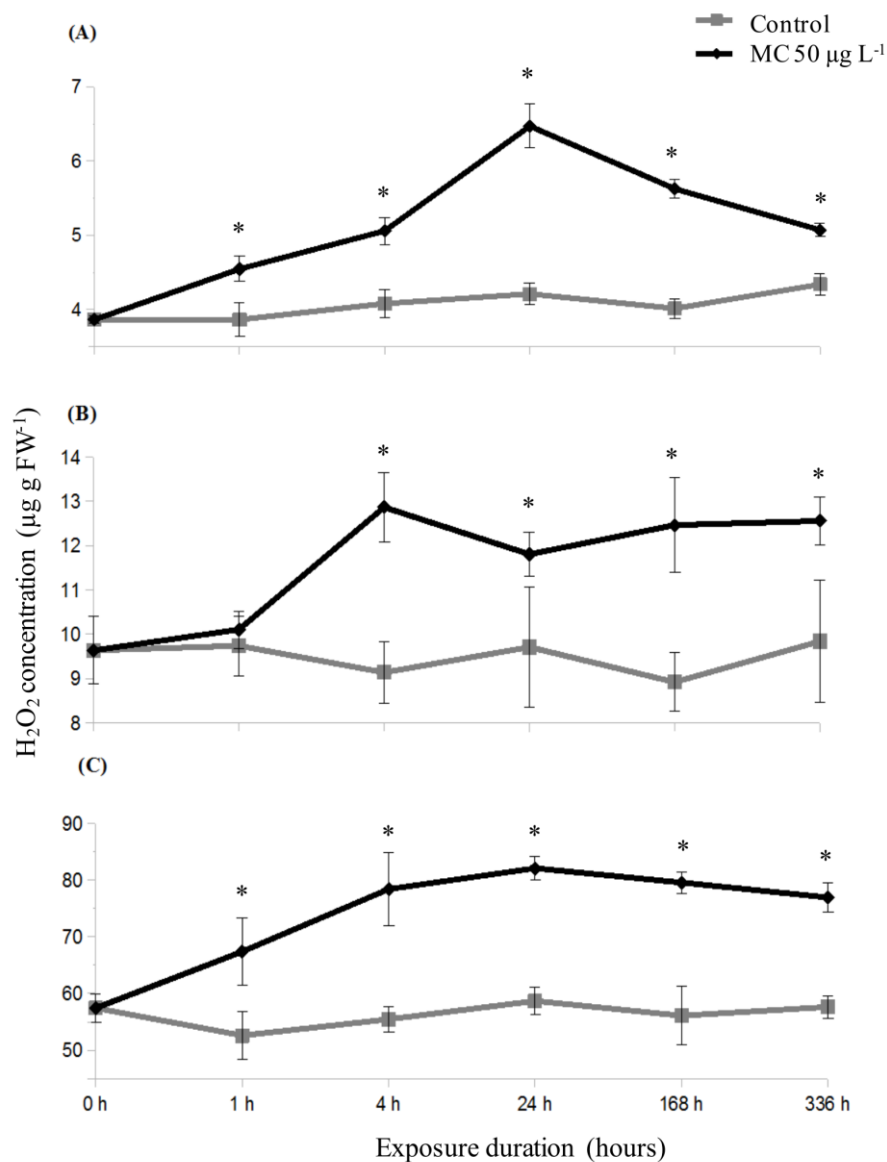 (A)
Control
MC 50 µg L⁻¹
7
6
5
4
* * * * *
(B)
14
13
12
11
10
9
8
* * * *
(C)
90
80
70
60
50
* * * * *
H₂O₂ concentration (µg g FW⁻¹)
0 h 1 h 4 h 24 h 168 h 336 h
Exposure duration (hours)